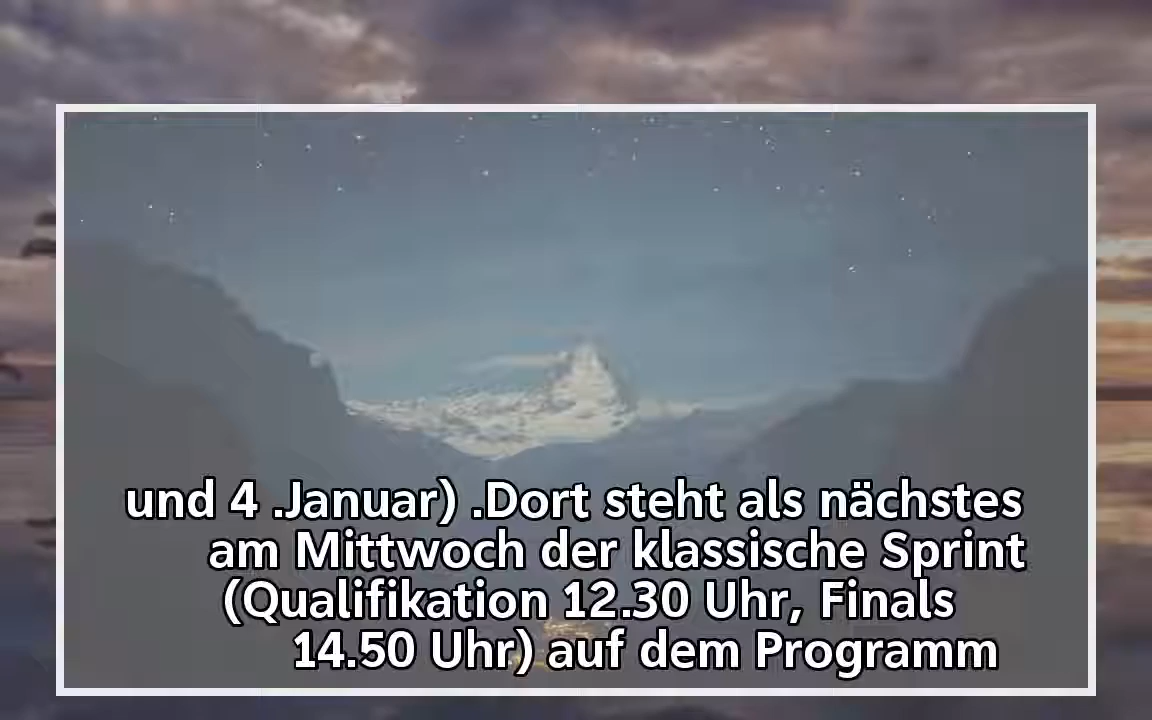 und 4 .Januar) .Dort steht als nächstes
am Mittwoch der klassische Sprint
(Qualifikation 12.30 Uhr, Finals
14.50 Uhr) auf dem Programm